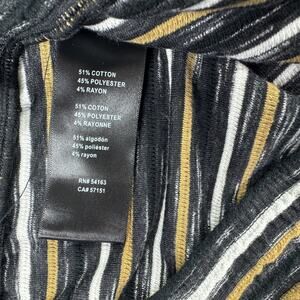 51% COTTON
45% POLYESTER
4% RAYON
51% COTON
45% POLYESTER
4% RAYONNE
51% algodón
45% poliéster
4% rayon
RN# 54163
CA# 57151